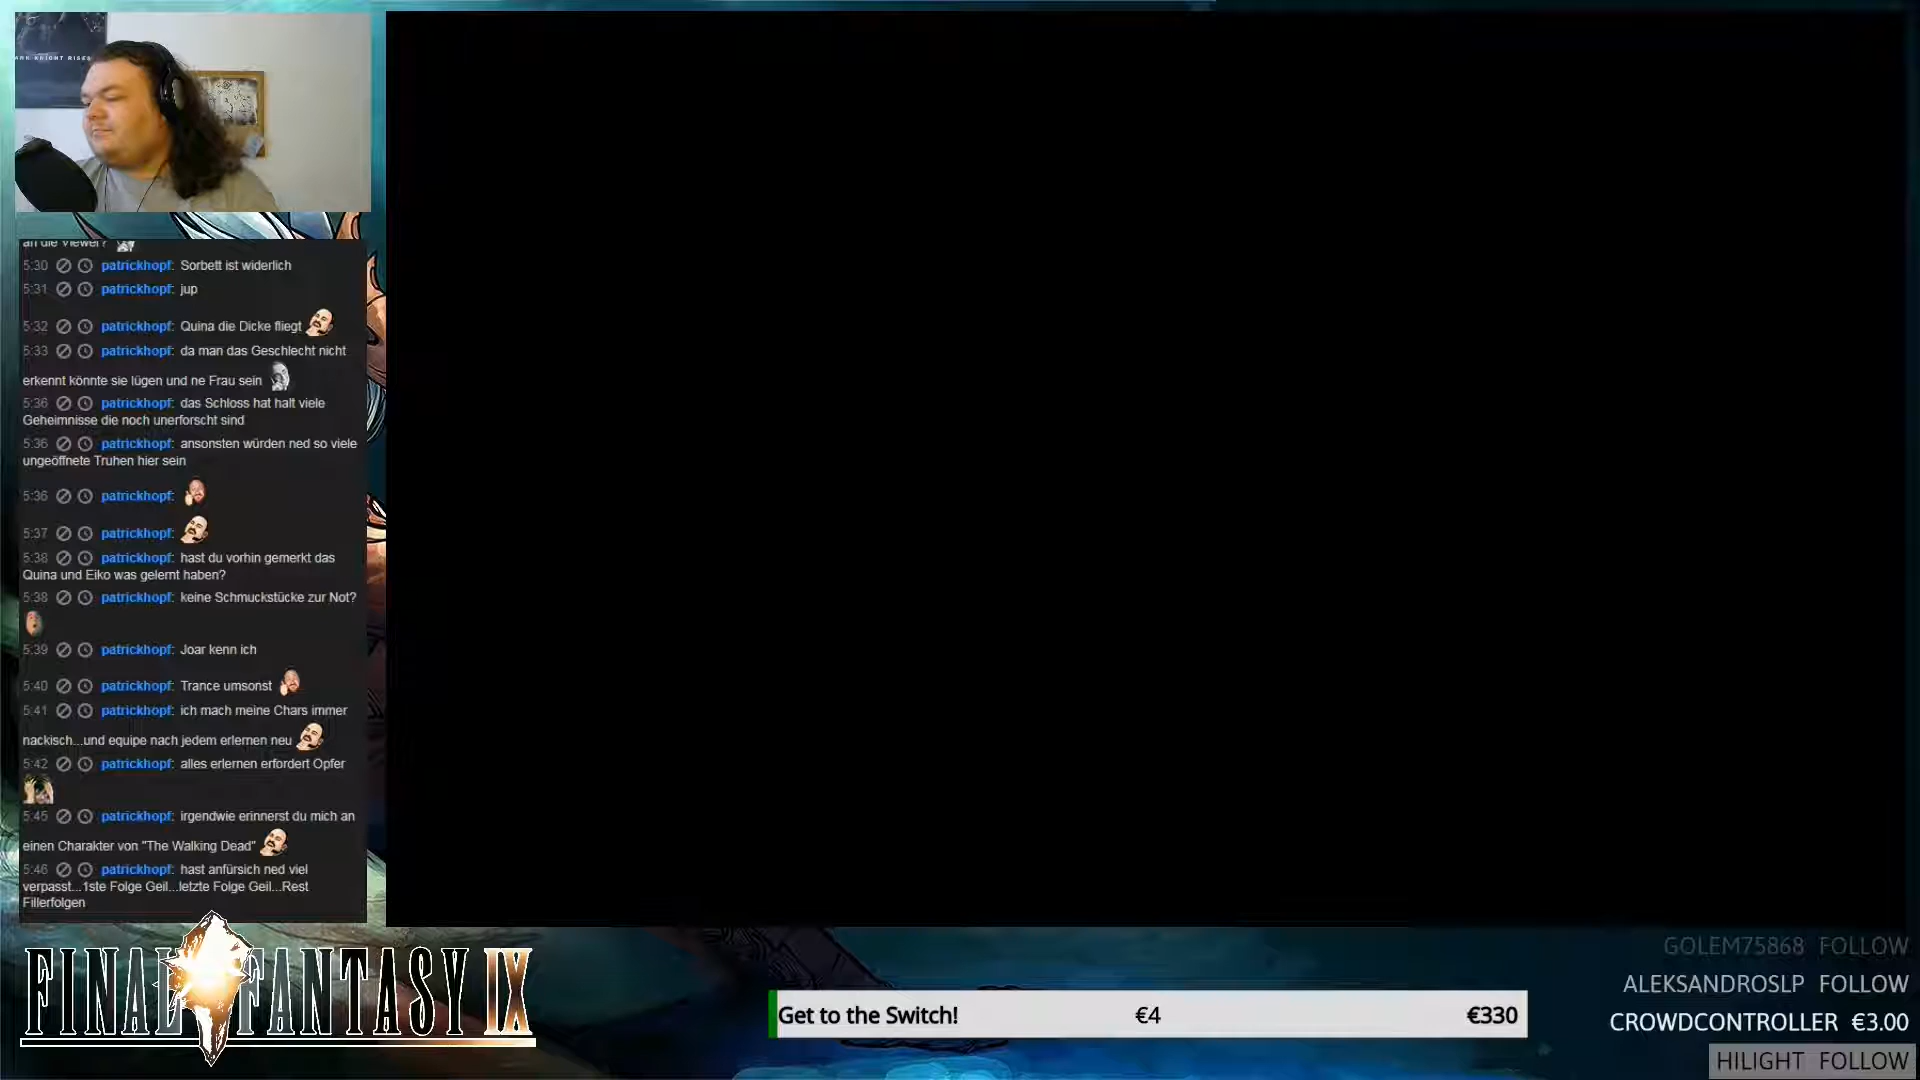 ARK KNIGHT RISES
an die Viewer?
5:30 patrickhopf: Sorbett ist widerlich
5:31 patrickhopf: jup
5:32 patrickhopf: Quina die Dicke fliegt
5:33 patrickhopf: da man das Geschlecht nicht
erkennt könnte sie lügen und ne Frau sein
5:36 patrickhopf: das Schloss hat halt viele
Geheimnisse die noch unerforscht sind
5:36 patrickhopf: ansonsten würden ned so viele
ungeöffnete Truhen hier sein
5:36 patrickhopf:
5:37 patrickhopf:
5:38 patrickhopf: hast du vorhin gemerkt das
Quina und Eiko was gelernt haben?
5:38 patrickhopf: keine Schmuckstücke zur Not?
5:39 patrickhopf: Joar kenn ich
5:40 patrickhopf: Trance umsonst
5:41 patrickhopf: ich mach meine Chars immer
nackisch...und equipe nach jedem erlernen neu
5:42 patrickhopf: alles erlernen erfordert Opfer
5:45 patrickhopf: irgendwie erinnerst du mich an
einen Charakter von "The Walking Dead"
5:46 patrickhopf: hast anfürsich ned viel
verpasst...1ste Folge Geil...letzte Folge Geil...Rest
Fillerfolgen
FINAL FANTASY IX
Get to the Switch! €4 €330
GOLEM75868 FOLLOW
ALEKSANDROSLP FOLLOW
CROWDCONTROLLER €3.00
HILIGHT FOLLOW